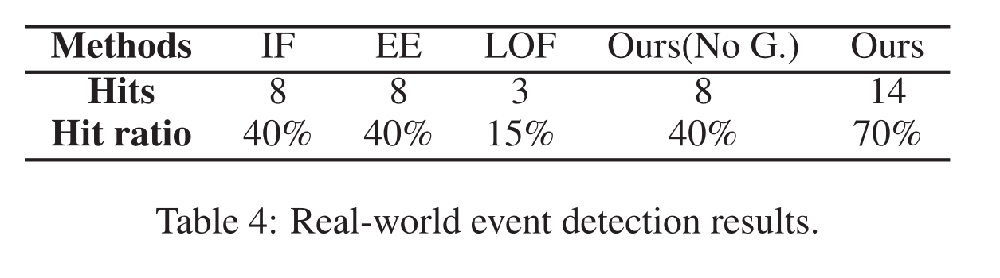 Methods IF EE LOF Ours(No G.) Ours
Hits 8 8 3 8 14
Hit ratio 40% 40% 15% 40% 70%
Table 4: Real-world event detection results.